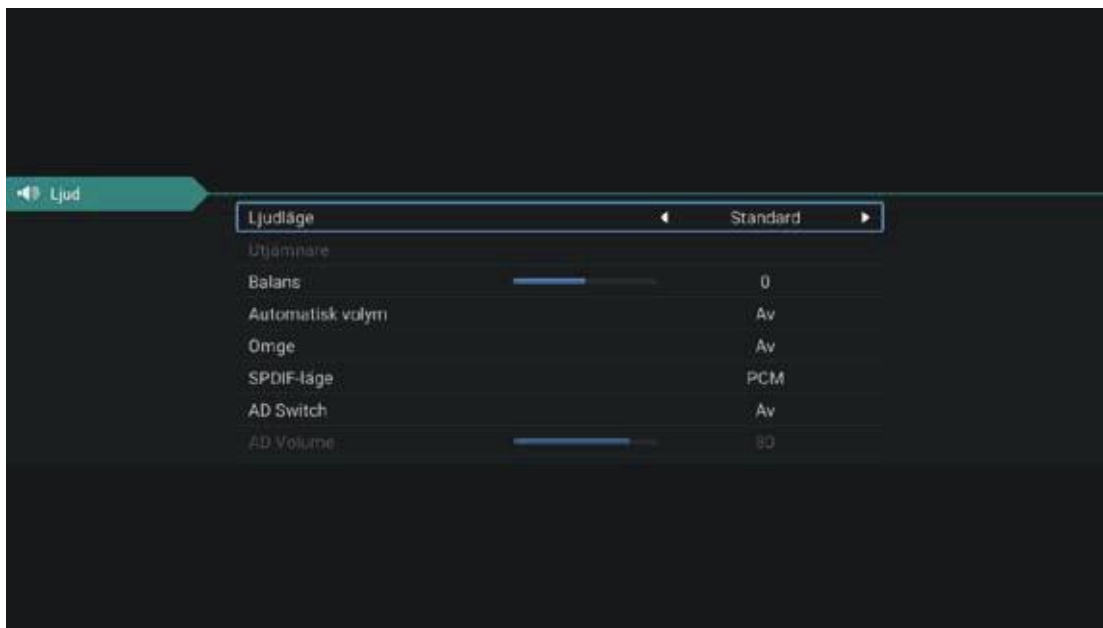 Ljud
Ljudläge Standard
Utjämnare
Balans 0
Automatisk volym Av
Omge Av
SPDIF-läge PCM
AD Switch Av
AD Volume 80